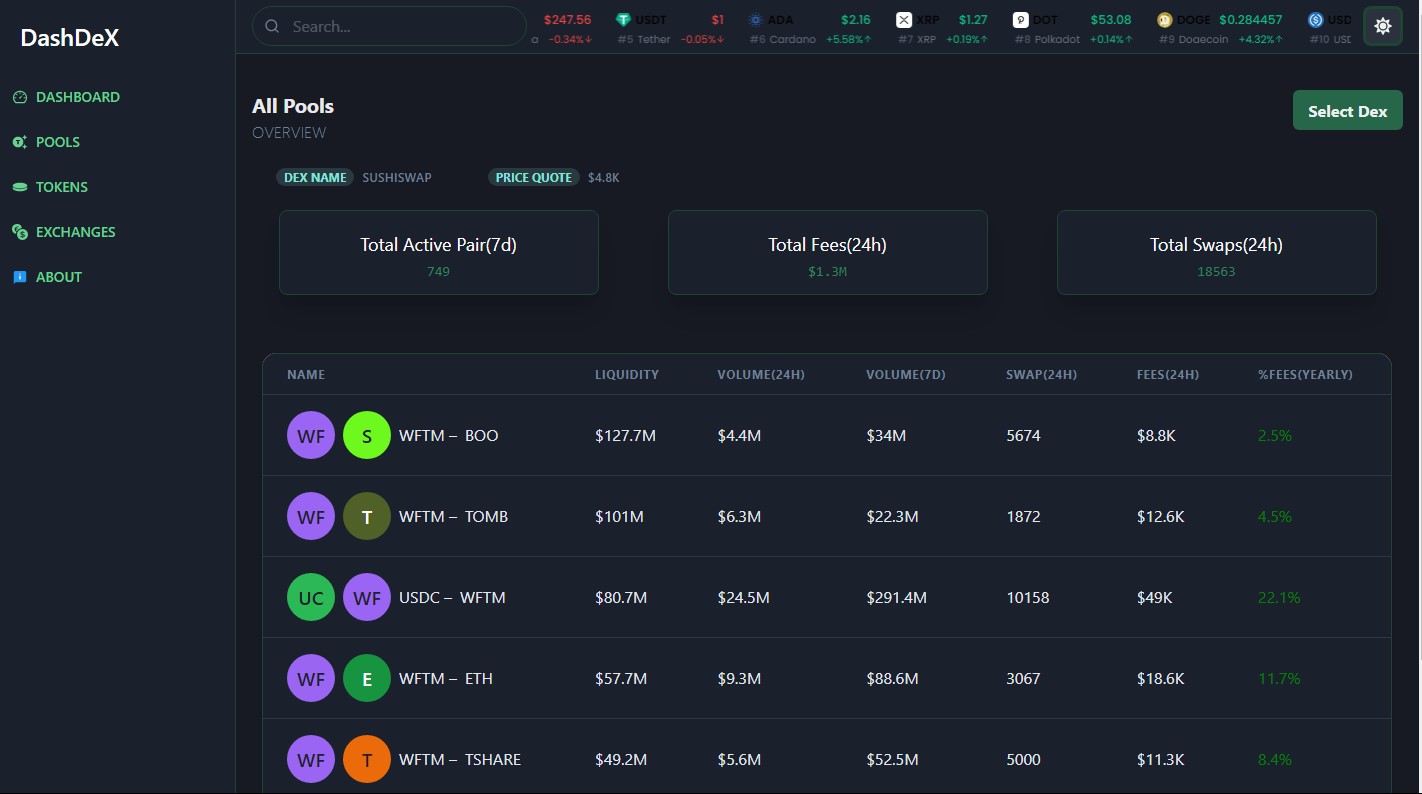 DashDeX
DASHBOARD
POOLS
TOKENS
EXCHANGES
ABOUT
Search...
$247.56
a -0.34%↓
USDT $1
#5 Tether -0.05%↓
ADA $2.16
#6 Cardano +5.58%↑
XRP $1.27
#7 XRP +0.19%↑
DOT $53.08
#8 Polkadot +0.14%↑
DOGE $0.284457
#9 Dogecoin +4.32%↑
USD
#10 USD
All Pools
OVERVIEW
Select Dex
DEX NAME SUSHISWAP PRICE QUOTE $4.8K
Total Active Pair(7d)
749
Total Fees(24h)
$1.3M
Total Swaps(24h)
18563
NAME LIQUIDITY VOLUME(24H) VOLUME(7D) SWAP(24H) FEES(24H) %FEES(YEARLY)
WF S WFTM – BOO $127.7M $4.4M $34M 5674 $8.8K 2.5%
WF T WFTM – TOMB $101M $6.3M $22.3M 1872 $12.6K 4.5%
UC WF USDC – WFTM $80.7M $24.5M $291.4M 10158 $49K 22.1%
WF E WFTM – ETH $57.7M $9.3M $88.6M 3067 $18.6K 11.7%
WF T WFTM – TSHARE $49.2M $5.6M $52.5M 5000 $11.3K 8.4%